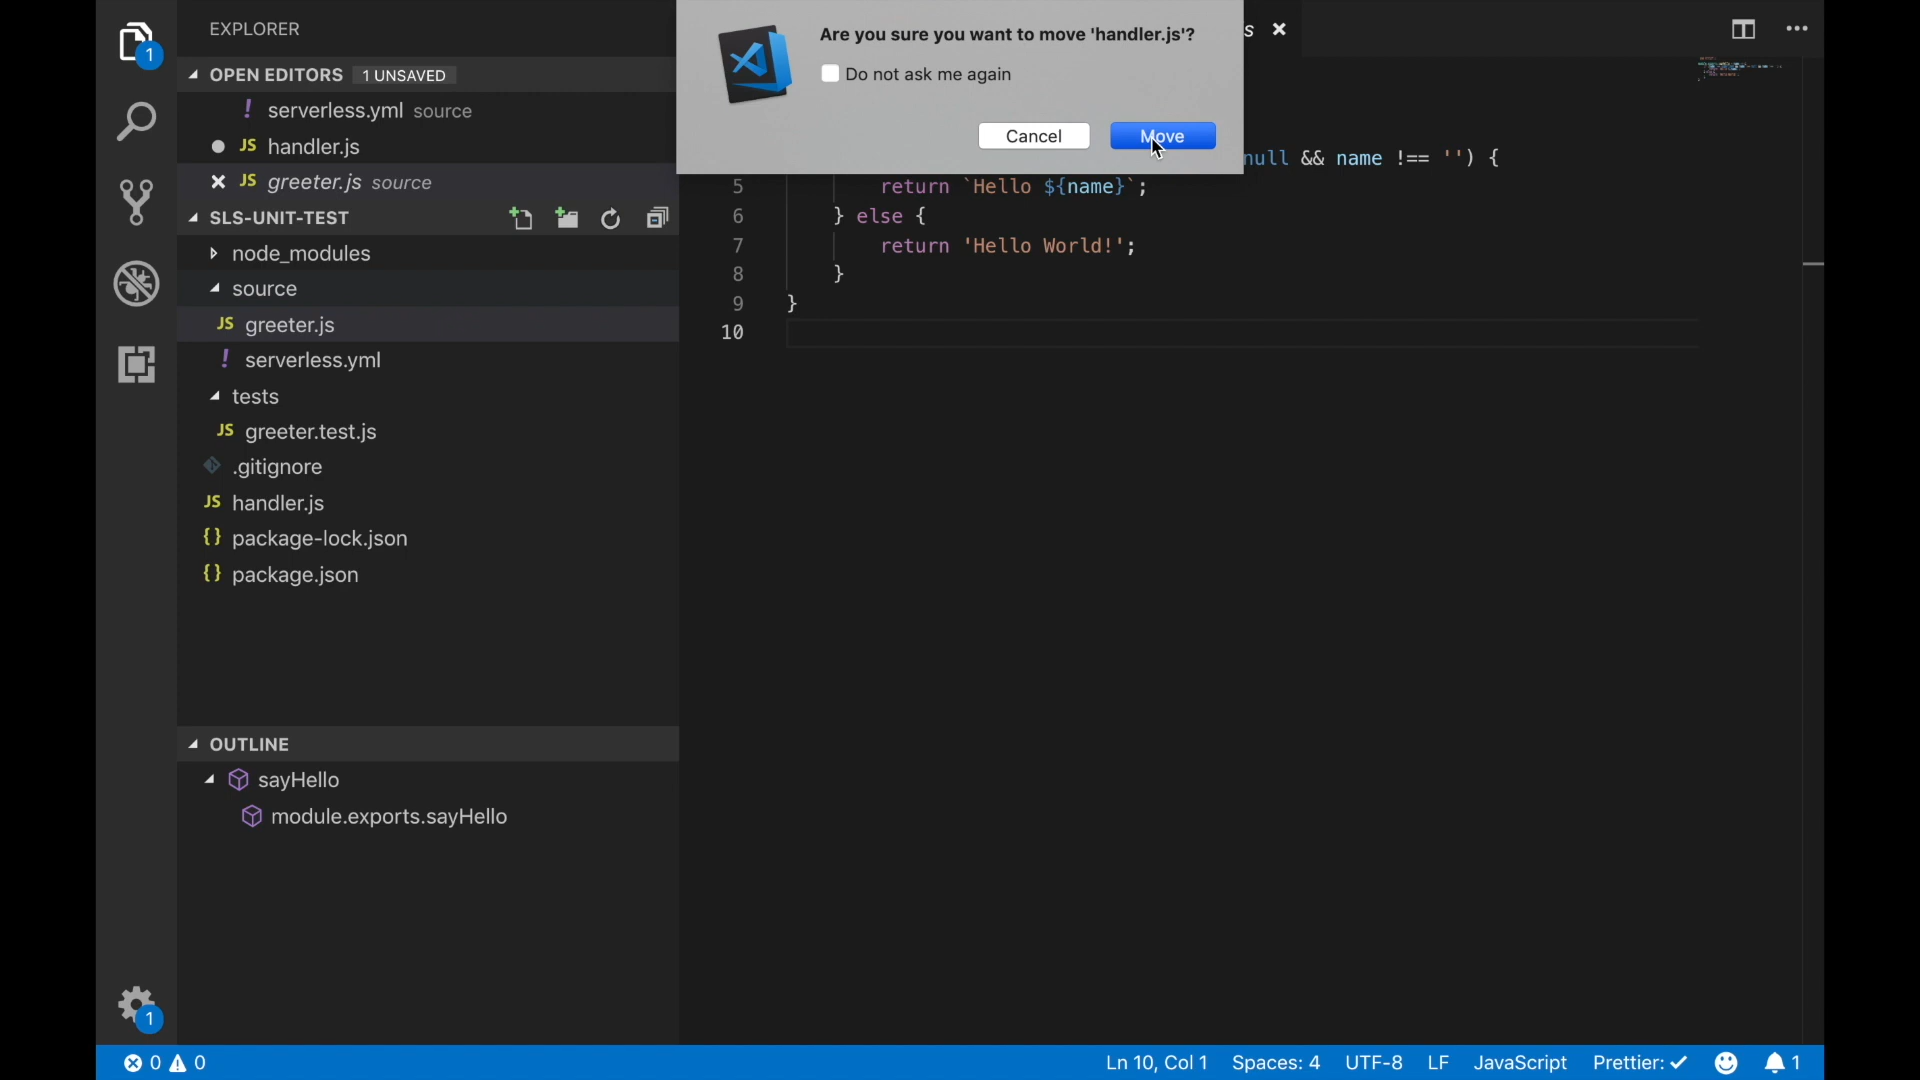 1
EXPLORER
OPEN EDITORS 1 UNSAVED
! serverless.yml source
JS handler.js
JS greeter.js source
SLS-UNIT-TEST
node_modules
source
JS greeter.js
! serverless.yml
tests
JS greeter.test.js
.gitignore
JS handler.js
{} package-lock.json
{} package.json
OUTLINE
sayHello
module.exports.sayHello
1
Are you sure you want to move 'handler.js'?
Do not ask me again
Cancel
Move
s
null && name !== '') {
5 return `Hello ${name}`;
6 } else {
7 return 'Hello World!';
8 }
9 }
10
0 0
Ln 10, Col 1 Spaces: 4 UTF-8 LF JavaScript Prettier: 1